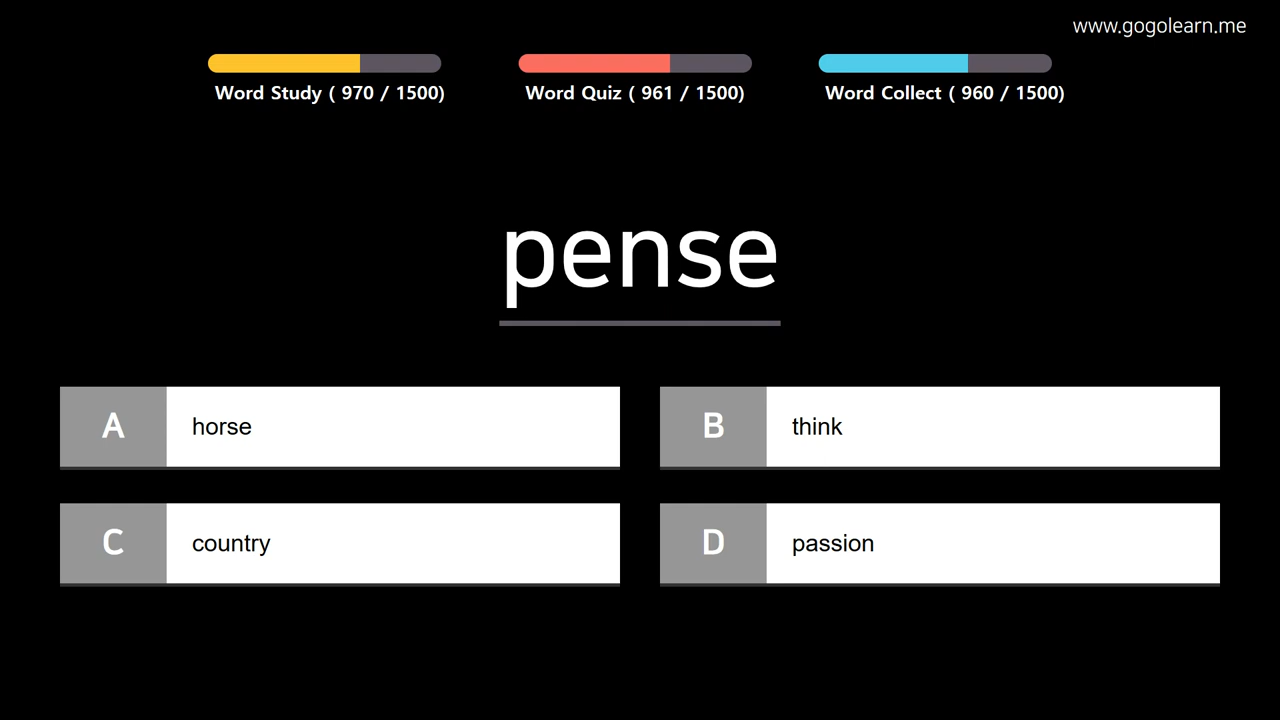 www.gogolearn.me
Word Study ( 970 / 1500)
Word Quiz ( 961 / 1500)
Word Collect ( 960 / 1500)
pense
A horse
B think
C country
D passion